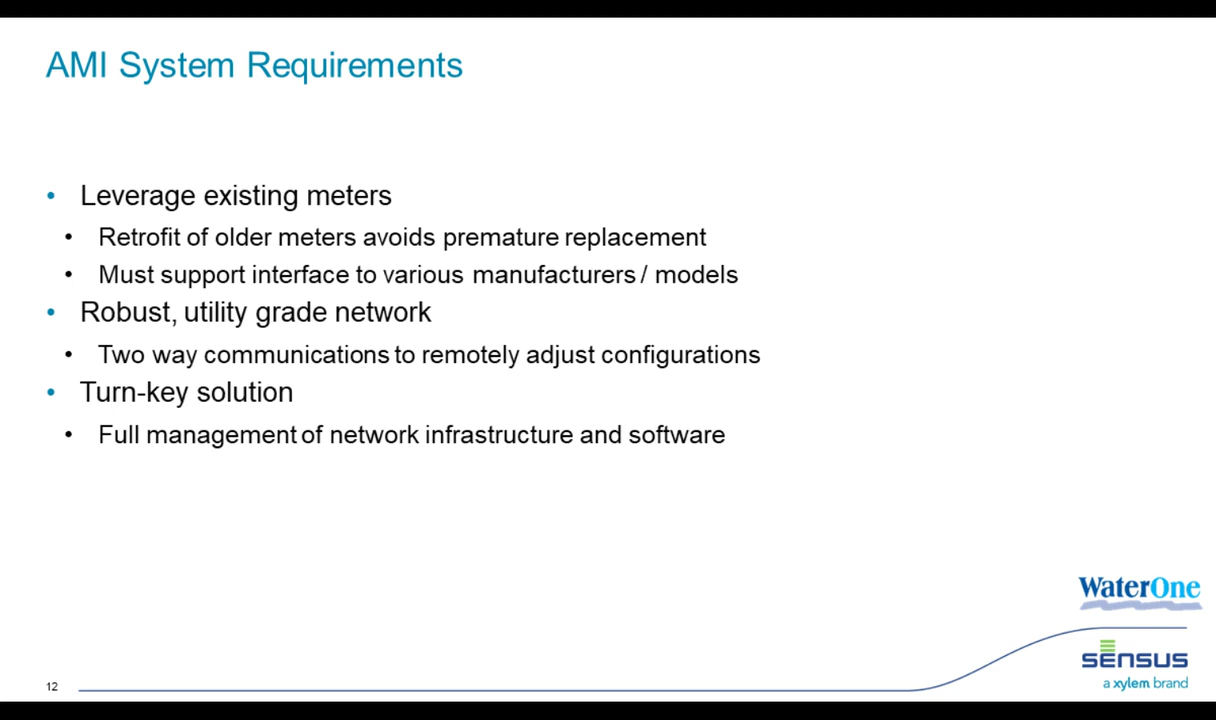 AMI System Requirements
• Leverage existing meters
• Retrofit of older meters avoids premature replacement
• Must support interface to various manufacturers / models
• Robust, utility grade network
• Two way communications to remotely adjust configurations
• Turn-key solution
• Full management of network infrastructure and software
WaterOne
sensus
a xylem brand
12